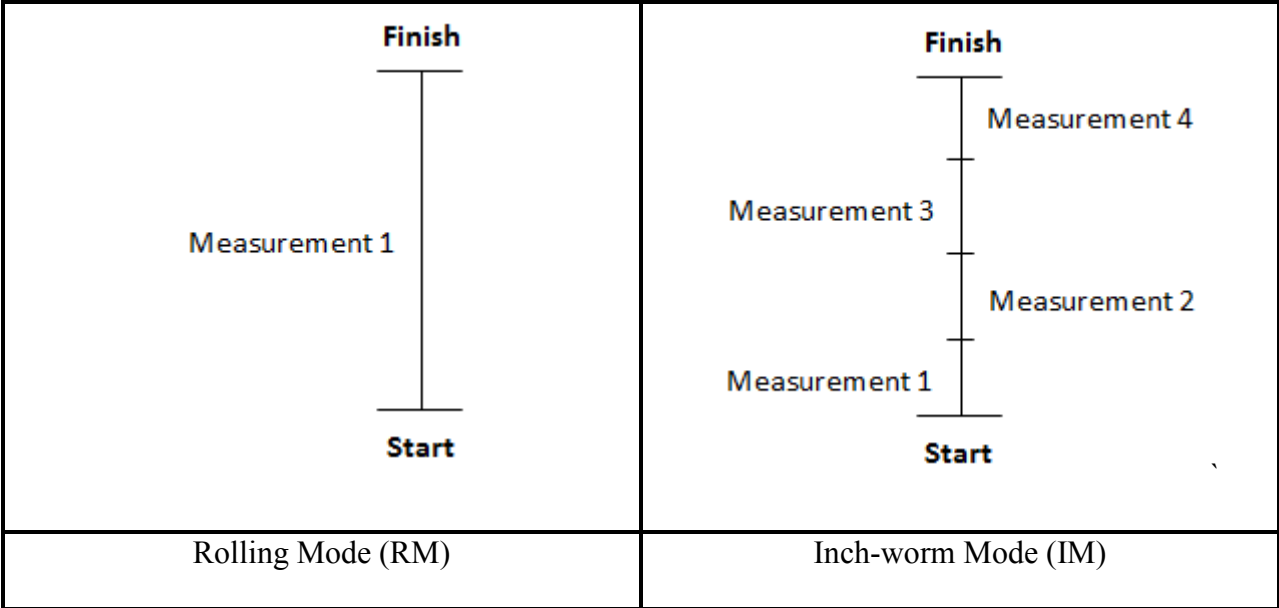 Finish
Measurement 1
Start
Rolling Mode (RM)
Finish
Measurement 4
Measurement 3
Measurement 2
Measurement 1
Start
`
Inch-worm Mode (IM)